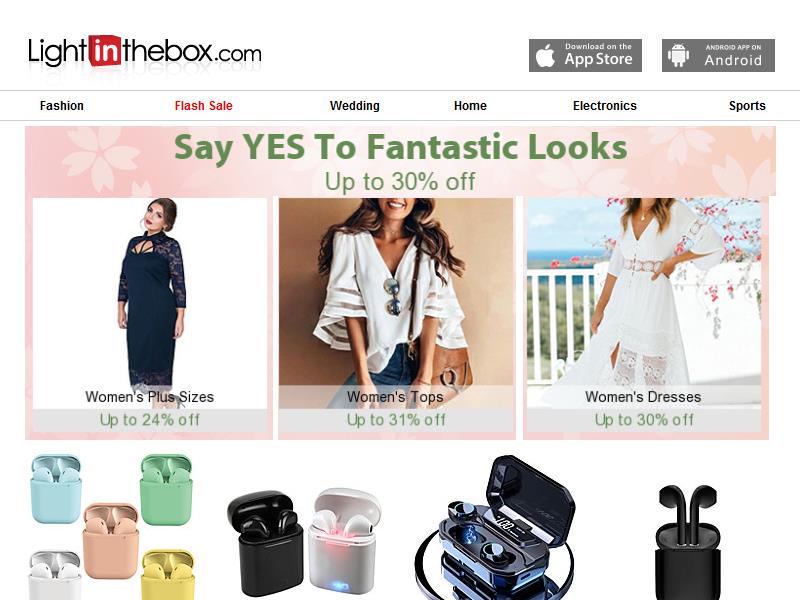 Lightinthebox.com
Download on the
App Store
ANDROID APP ON
Android
Fashion
Flash Sale
Wedding
Home
Electronics
Sports
Say YES To Fantastic Looks
Up to 30% off
Women's Plus Sizes
Up to 24% off
Women's Tops
Up to 31% off
Women's Dresses
Up to 30% off
100